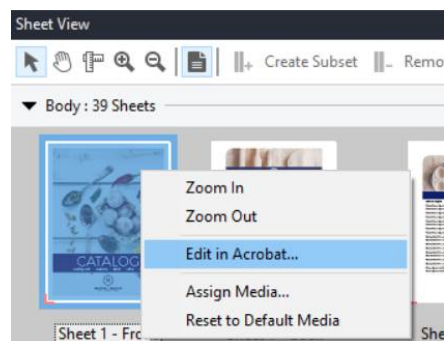 Sheet View
Create Subset
Remo
Body : 39 Sheets
CATALOG
Zoom In
Zoom Out
Edit in Acrobat...
Assign Media...
Reset to Default Media
Sheet 1 - Fro
She